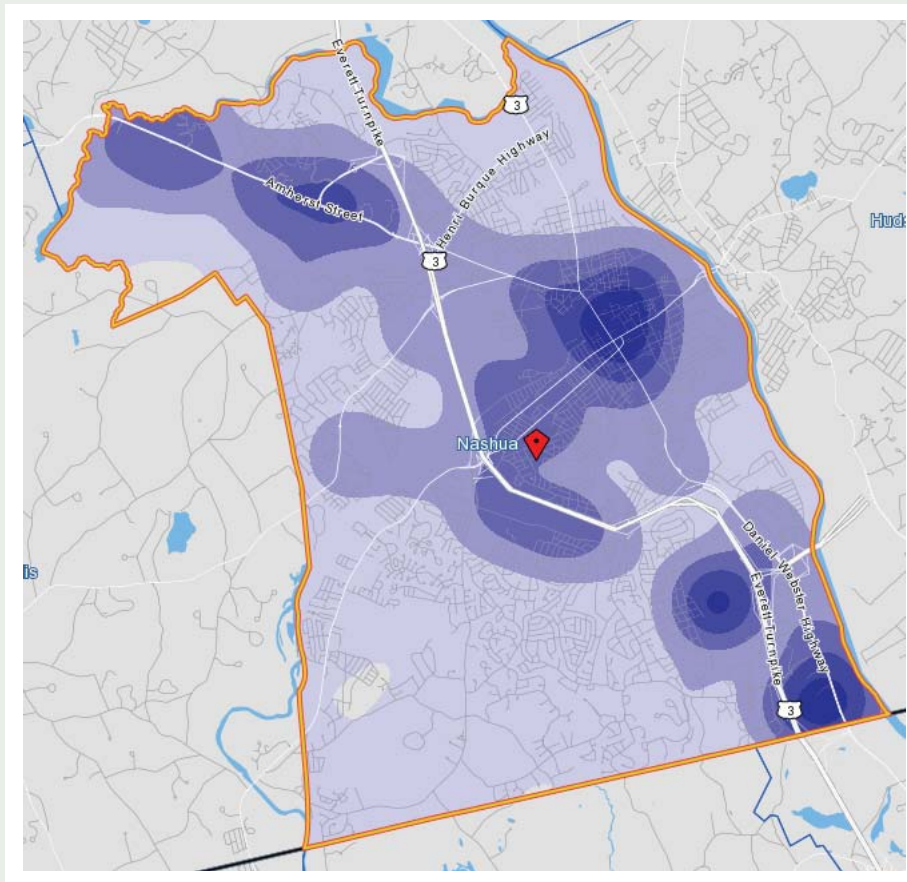 Everett Turnpike
3
Henri Burque Highway
Amherst Street
Huds
3
Nashua
Daniel Webster Highway
is
Everett Turnpike
3